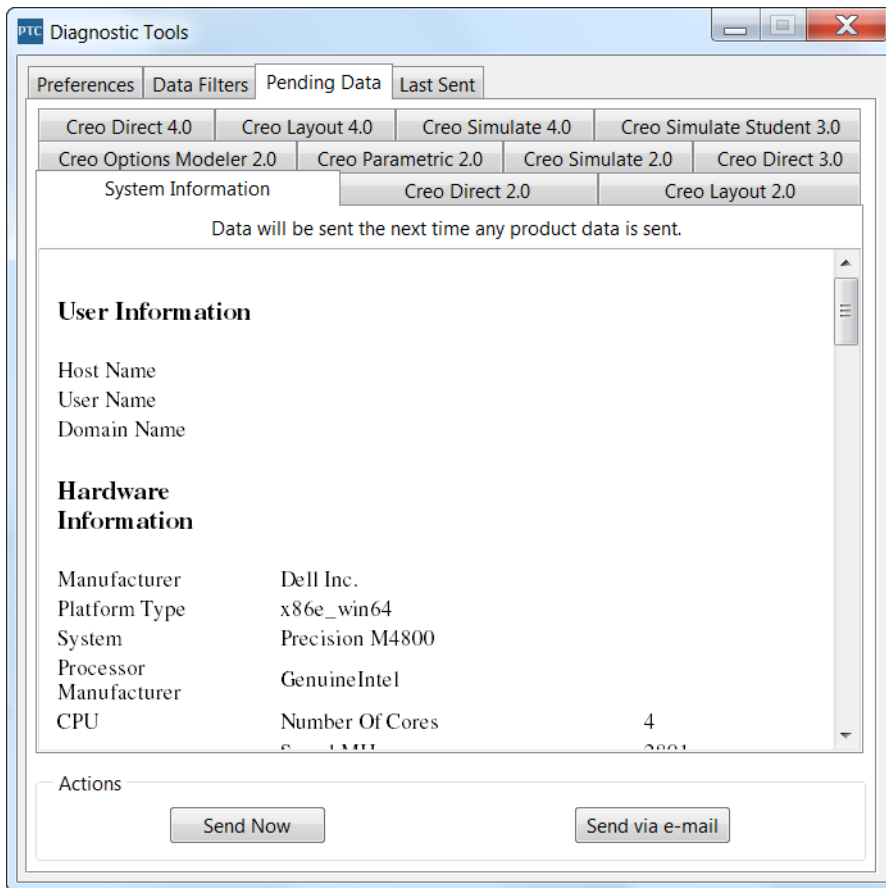 PTC Diagnostic Tools
Preferences Data Filters Pending Data Last Sent
Creo Direct 4.0 Creo Layout 4.0 Creo Simulate 4.0 Creo Simulate Student 3.0
Creo Options Modeler 2.0 Creo Parametric 2.0 Creo Simulate 2.0 Creo Direct 3.0
System Information Creo Direct 2.0 Creo Layout 2.0
Data will be sent the next time any product data is sent.
User Information
Host Name
User Name
Domain Name
Hardware
Information
Manufacturer Dell Inc.
Platform Type x86e_win64
System Precision M4800
Processor
Manufacturer GenuineIntel
CPU Number Of Cores 4
Actions
Send Now Send via e-mail